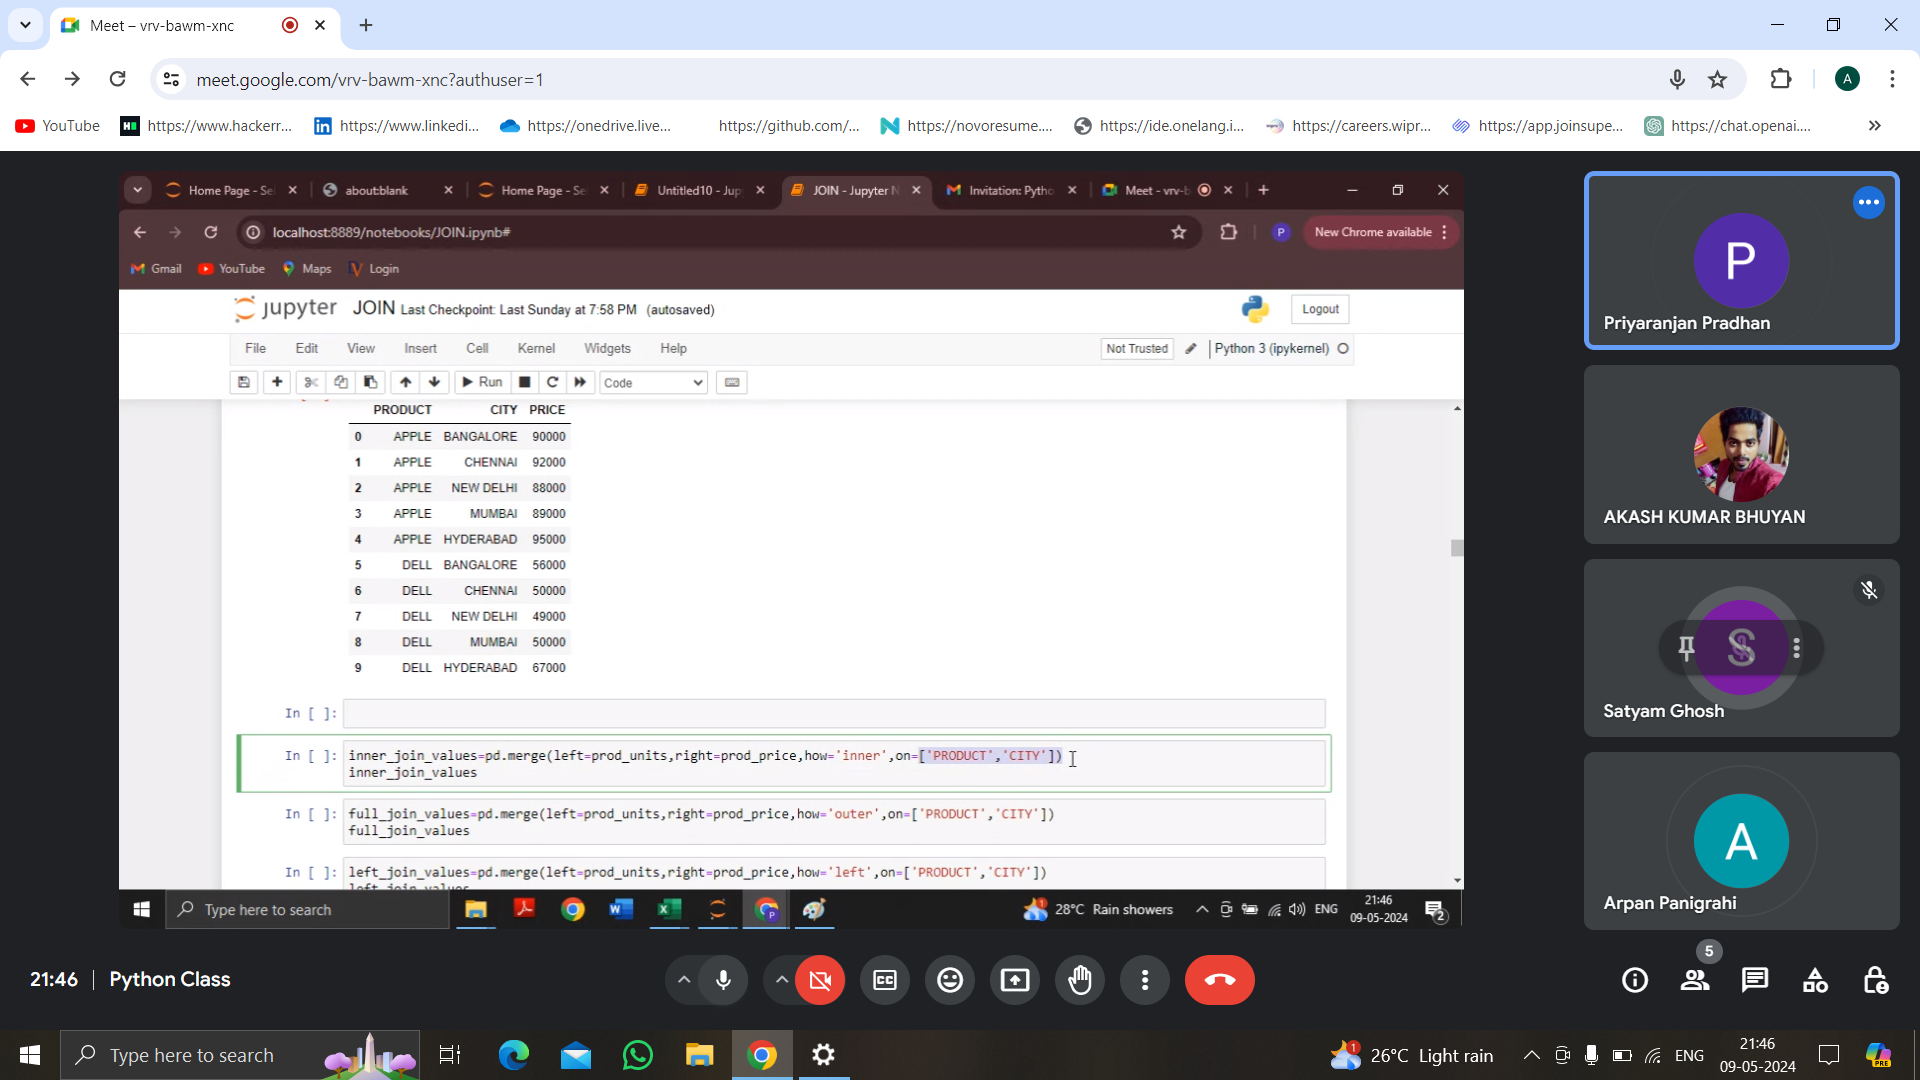 Meet – vrv-bawm-xnc
meet.google.com/vrv-bawm-xnc?authuser=1
A
YouTube
https://www.hackerr...
https://www.linkedi...
https://onedrive.live...
https://github.com/...
https://novoresume....
https://ide.onelang.i...
https://careers.wipr...
https://app.joinsupe...
https://chat.openai....
Home Page - Se
about:blank
Home Page - Se
Untitled10 - Jup
JOIN - Jupyter N
Invitation: Pytho
Meet - vrv-b
localhost:8889/notebooks/JOIN.ipynb#
P
New Chrome available
Gmail
YouTube
Maps
Login
jupyter
JOIN Last Checkpoint: Last Sunday at 7:58 PM (autosaved)
Logout
File
Edit
View
Insert
Cell
Kernel
Widgets
Help
Not Trusted
Python 3 (ipykernel)
Run
Code
PRODUCT CITY PRICE
0 APPLE BANGALORE 90000
1 APPLE CHENNAI 92000
2 APPLE NEW DELHI 88000
3 APPLE MUMBAI 89000
4 APPLE HYDERABAD 95000
5 DELL BANGALORE 56000
6 DELL CHENNAI 50000
7 DELL NEW DELHI 49000
8 DELL MUMBAI 50000
9 DELL HYDERABAD 67000
In [ ]:
In [ ]: inner_join_values=pd.merge(left=prod_units,right=prod_price,how='inner',on=['PRODUCT','CITY'])
inner_join_values
In [ ]: full_join_values=pd.merge(left=prod_units,right=prod_price,how='outer',on=['PRODUCT','CITY'])
full_join_values
In [ ]: left_join_values=pd.merge(left=prod_units,right=prod_price,how='left',on=['PRODUCT','CITY'])
left_join_values
Type here to search
28°C Rain showers
ENG
21:46
09-05-2024
2
P
Priyaranjan Pradhan
AKASH KUMAR BHUYAN
S
Satyam Ghosh
A
Arpan Panigrahi
21:46
Python Class
CC
5
Type here to search
1
26°C Light rain
ENG
21:46
09-05-2024
PRE